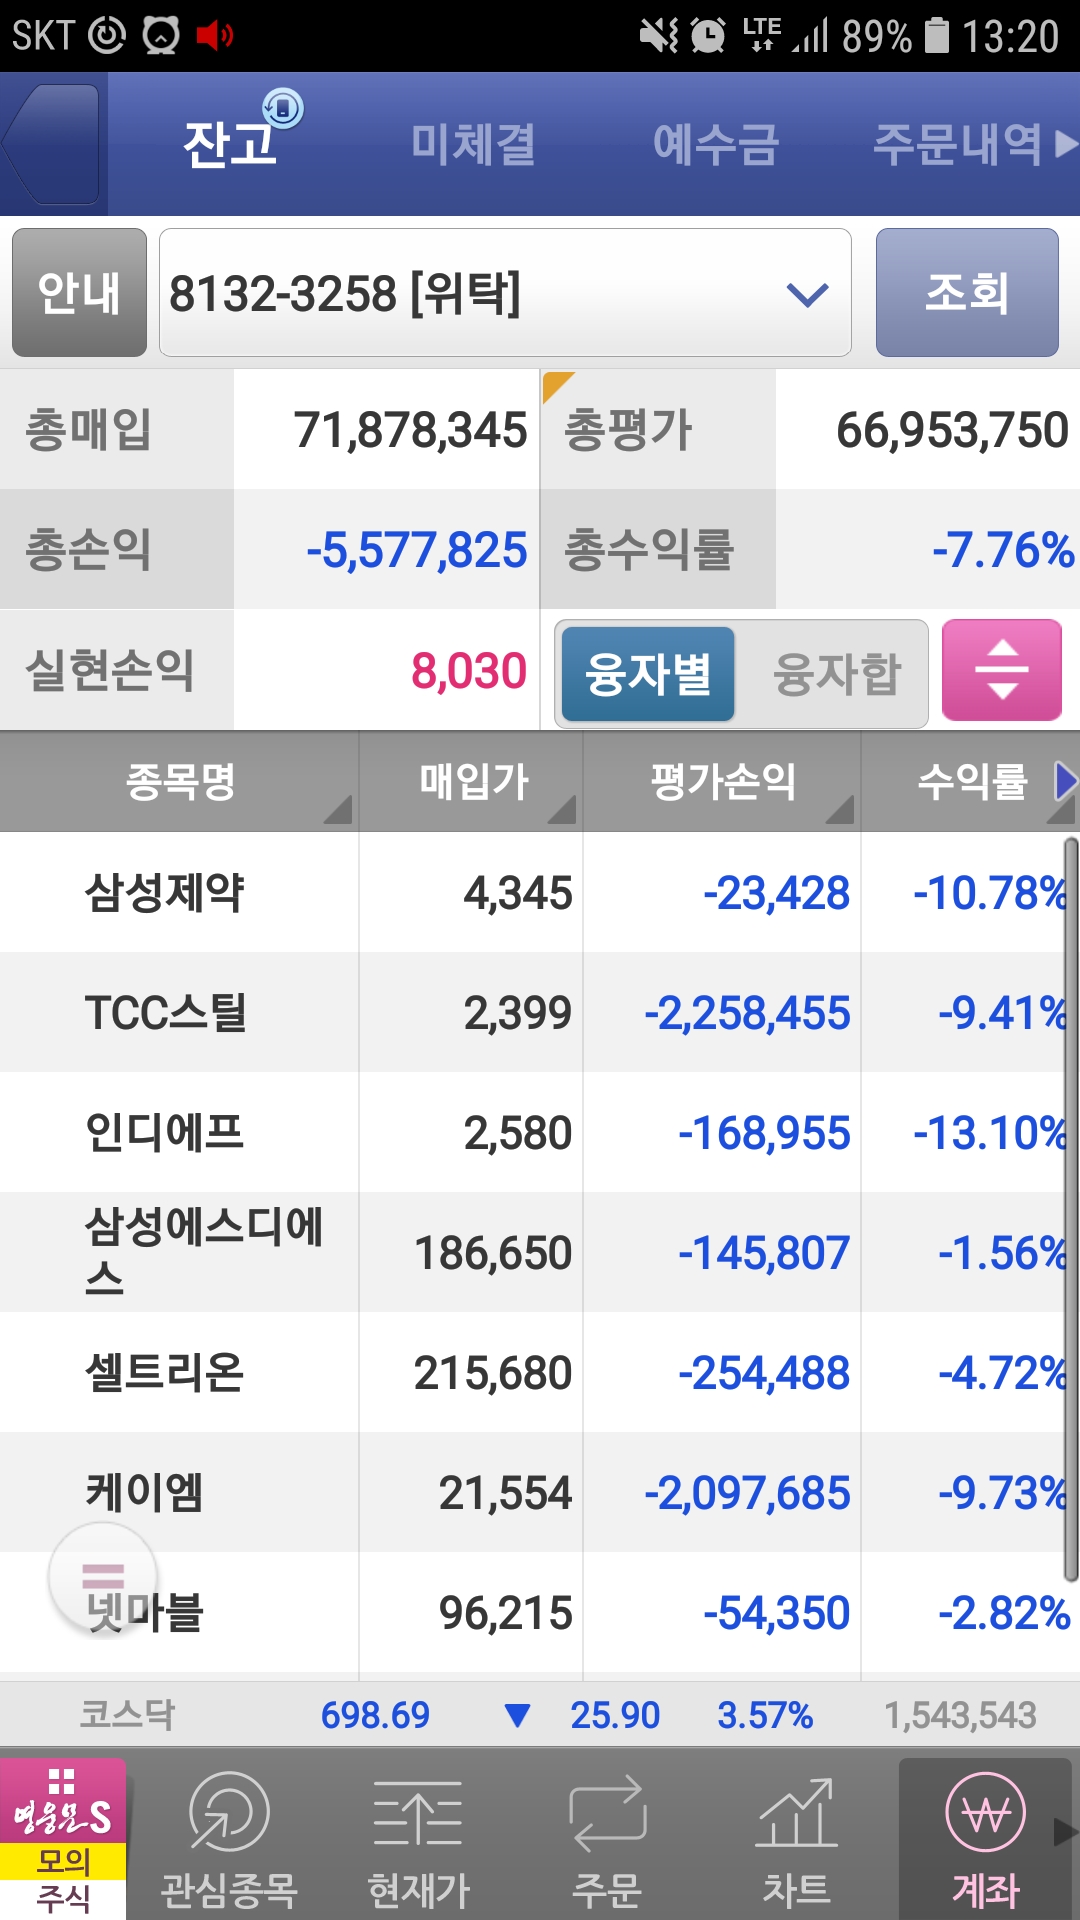 SKT LTE 89% 13:20
잔고 미체결 예수금 주문내역
안내 8132-3258 [위탁] 조회
총매입 71,878,345 총평가 66,953,750
총손익 -5,577,825 총수익률 -7.76%
실현손익 8,030 융자별 융자합
종목명 매입가 평가손익 수익률
삼성제약 4,345 -23,428 -10.78%
TCC스틸 2,399 -2,258,455 -9.41%
인디에프 2,580 -168,955 -13.10%
삼성에스디에
스 186,650 -145,807 -1.56%
셀트리온 215,680 -254,488 -4.72%
케이엠 21,554 -2,097,685 -9.73%
넷마블 96,215 -54,350 -2.82%
코스닥 698.69 ▼ 25.90 3.57% 1,543,543
영웅문S
모의
주식
관심종목 현재가 주문 차트 계좌